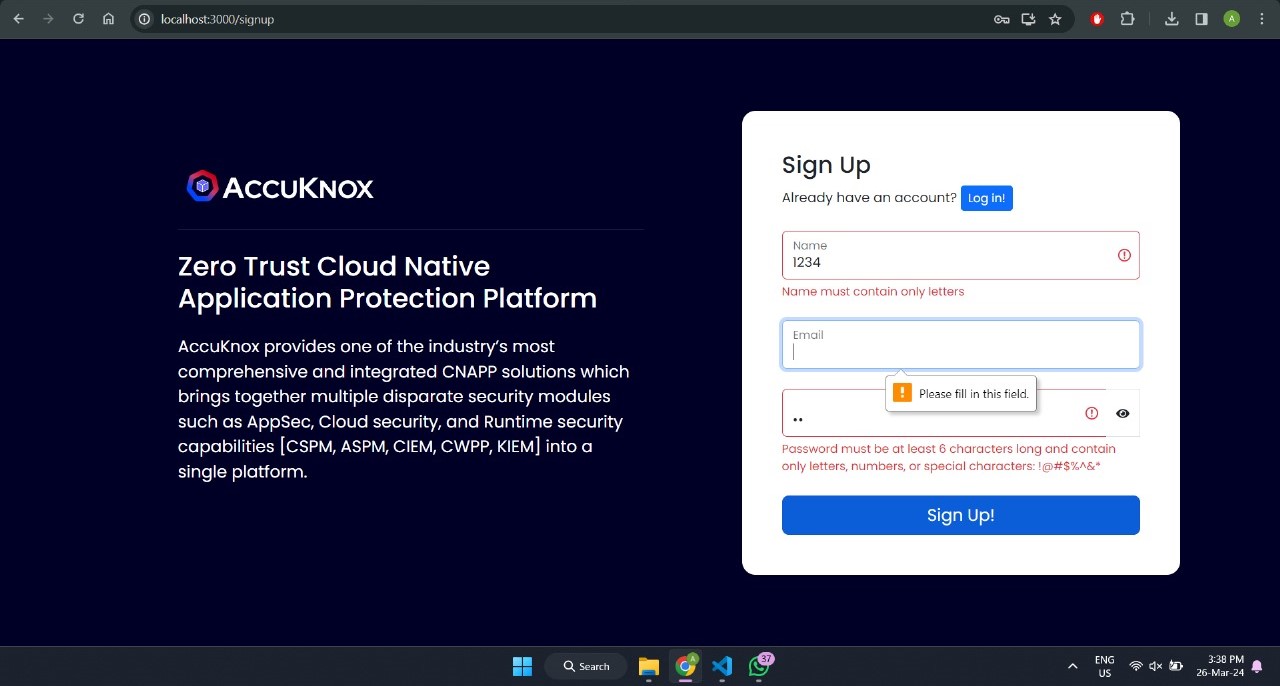 localhost:3000/signup
A
ACCUKNOX
Zero Trust Cloud Native
Application Protection Platform
AccuKnox provides one of the industry's most
comprehensive and integrated CNAPP solutions which
brings together multiple disparate security modules
such as AppSec, Cloud security, and Runtime security
capabilities [CSPM, ASPM, CIEM, CWPP, KIEM] into a
single platform.
Sign Up
Already have an account? Log in!
Name
1234
Name must contain only letters
Email
Please fill in this field.
••
Password must be at least 6 characters long and contain
only letters, numbers, or special characters: !@#$%^&*
Sign Up!
Search
A
37
ENG
US
3:38 PM
26-Mar-24